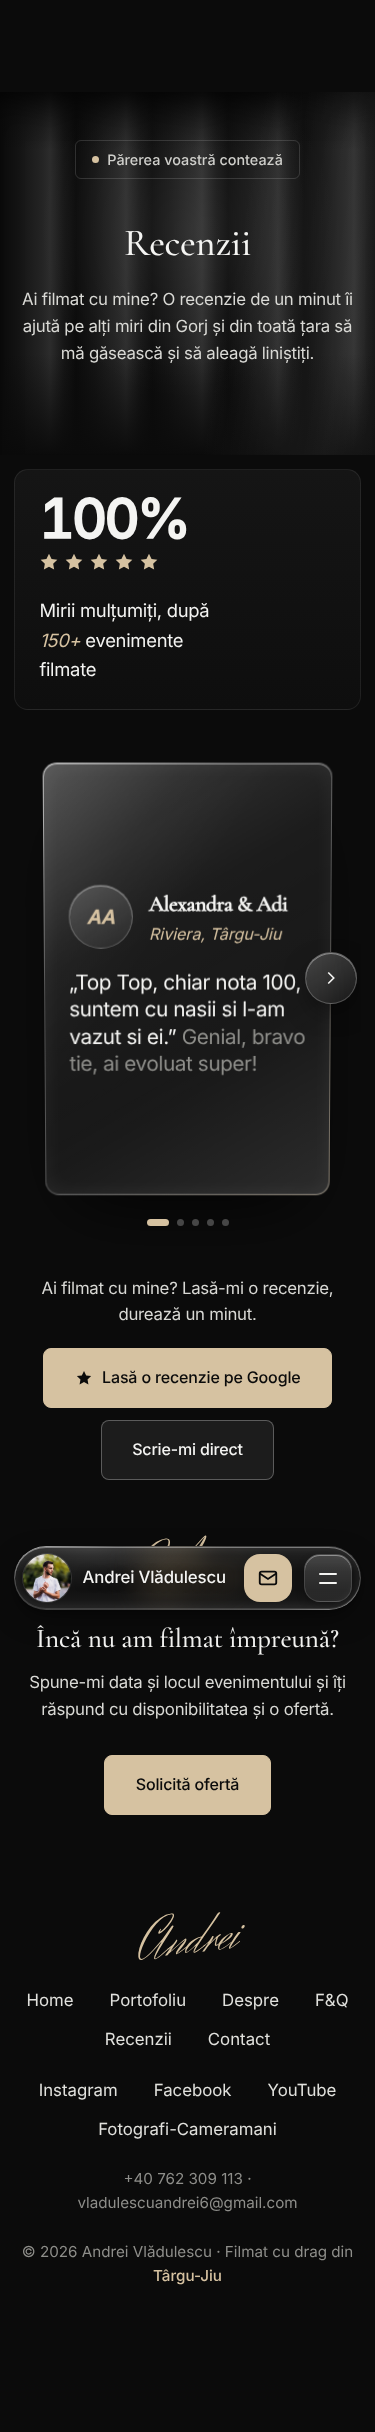 Părerea voastră contează
Recenzii
Ai filmat cu mine? O recenzie de un minut îi
ajută pe alți miri din Gorj și din toată țara să
mă găsească și să aleagă liniștiți.
100%
Mirii mulțumiți, după
150+ evenimente
filmate
AA
Alexandra & Adi
Riviera, Târgu-Jiu
„Top Top, chiar nota 100,
suntem cu nasii si l-am
vazut si ei.” Genial, bravo
tie, ai evoluat super!
Ai filmat cu mine? Lasă-mi o recenzie,
durează un minut.
Lasă o recenzie pe Google
Scrie-mi direct
Andrei Vlădulescu
Încă nu am filmat împreună?
Spune-mi data și locul evenimentului și îți
răspund cu disponibilitatea și o ofertă.
Solicită ofertă
Andrei
Home Portofoliu Despre F&Q
Recenzii Contact
Instagram Facebook YouTube
Fotografi-Cameramani
+40 762 309 113 ·
vladulescuandrei6@gmail.com
© 2026 Andrei Vlădulescu · Filmat cu drag din
Târgu-Jiu